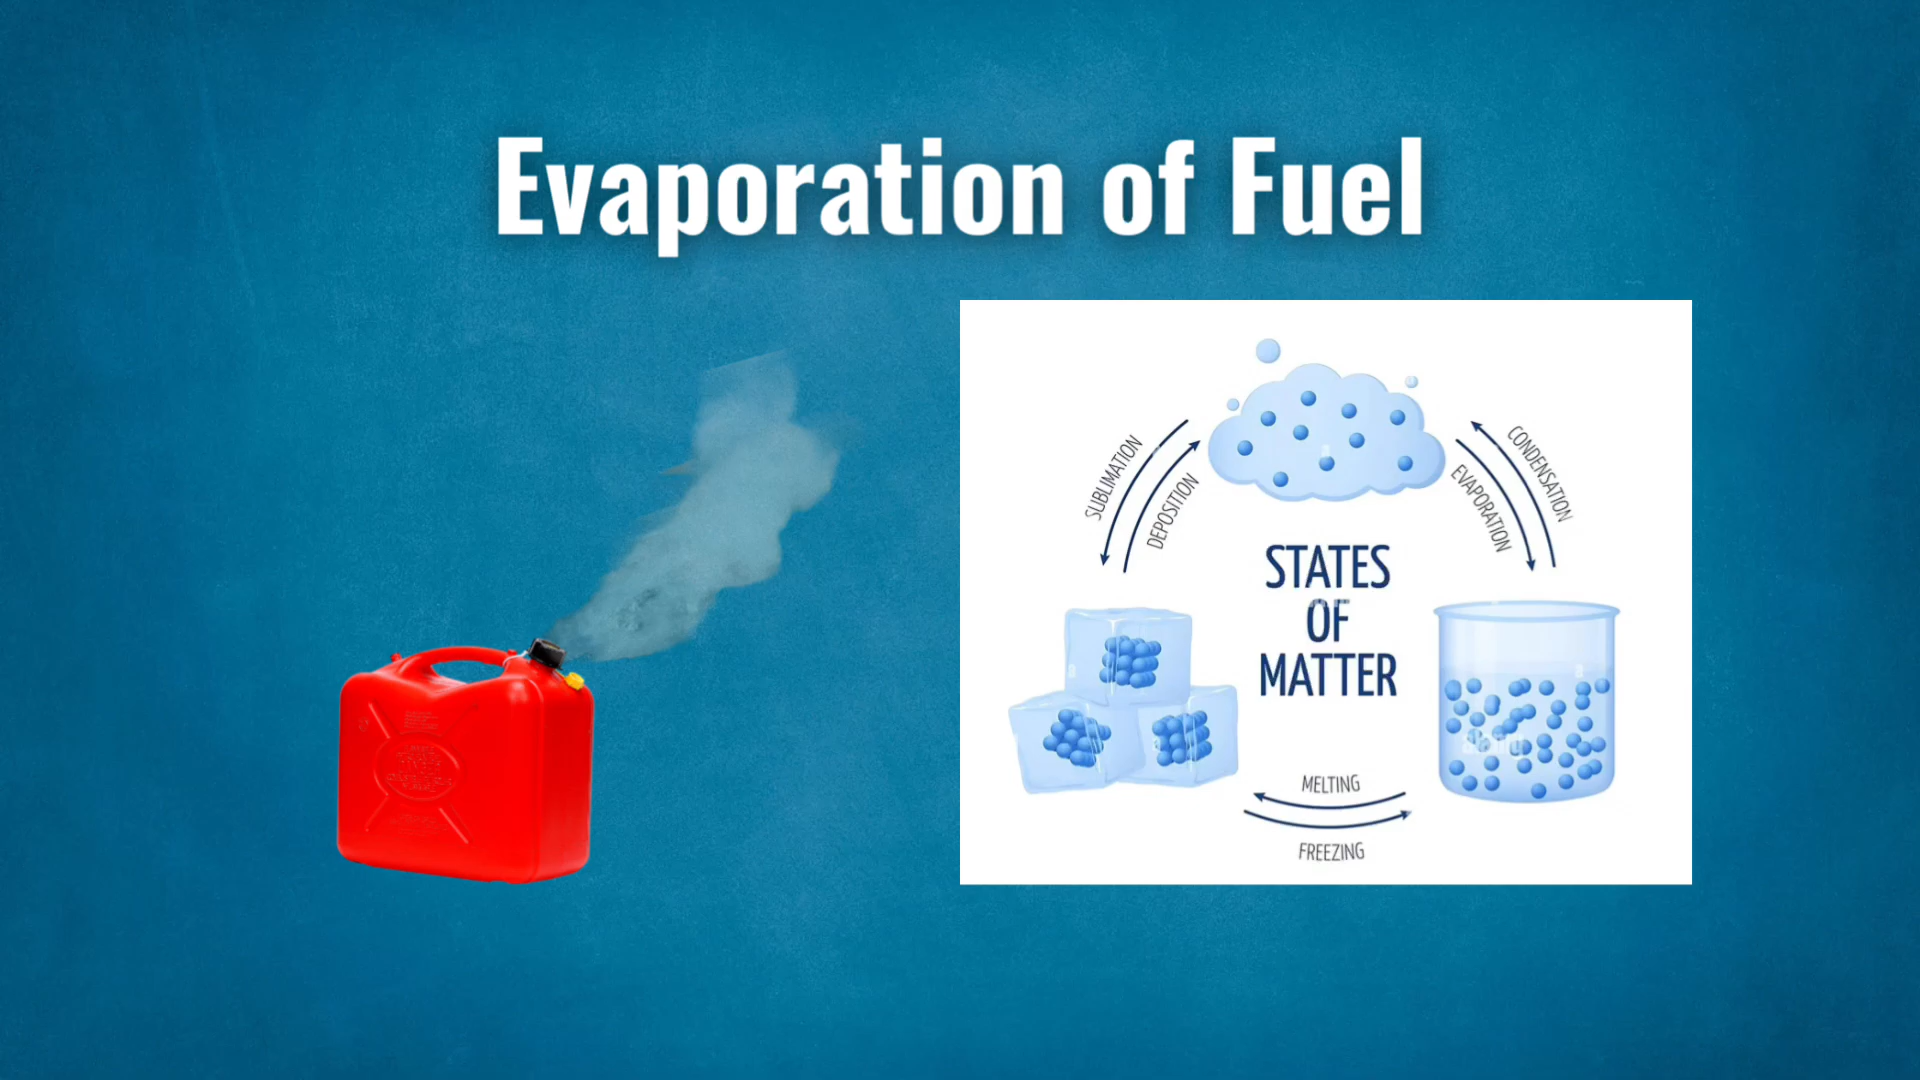 Evaporation of Fuel
SUBLIMATION
DEPOSITION
CONDENSATION
EVAPORATION
STATES
OF
MATTER
MELTING
FREEZING